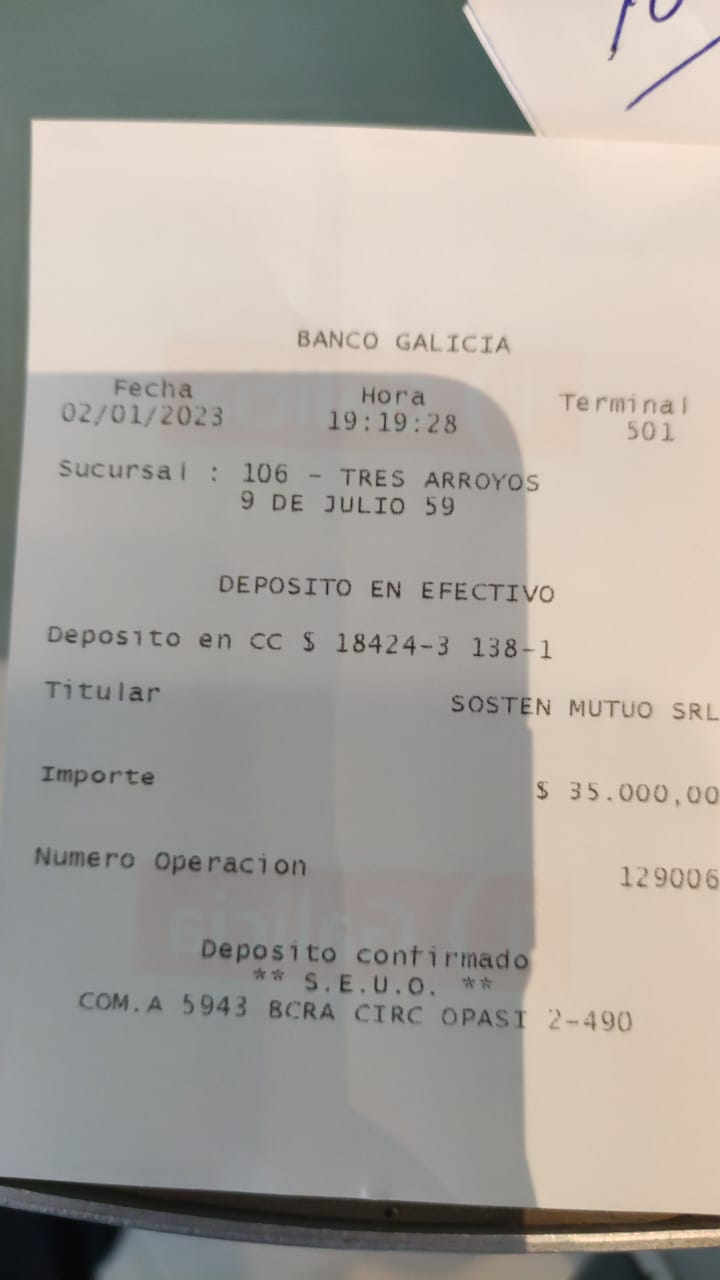 BANCO GALICIA
Fecha Hora Terminal
02/01/2023 19:19:28 501
Sucursal : 106 - TRES ARROYOS
9 DE JULIO 59
DEPOSITO EN EFECTIVO
Deposito en CC $ 18424-3 138-1
Titular SOSTEN MUTUO SRL
Importe $ 35.000,00
Numero Operacion 129006
Galicia
Deposito confirmado
** S.E.U.O. **
COM.A 5943 BCRA CIRC OPASI 2-490